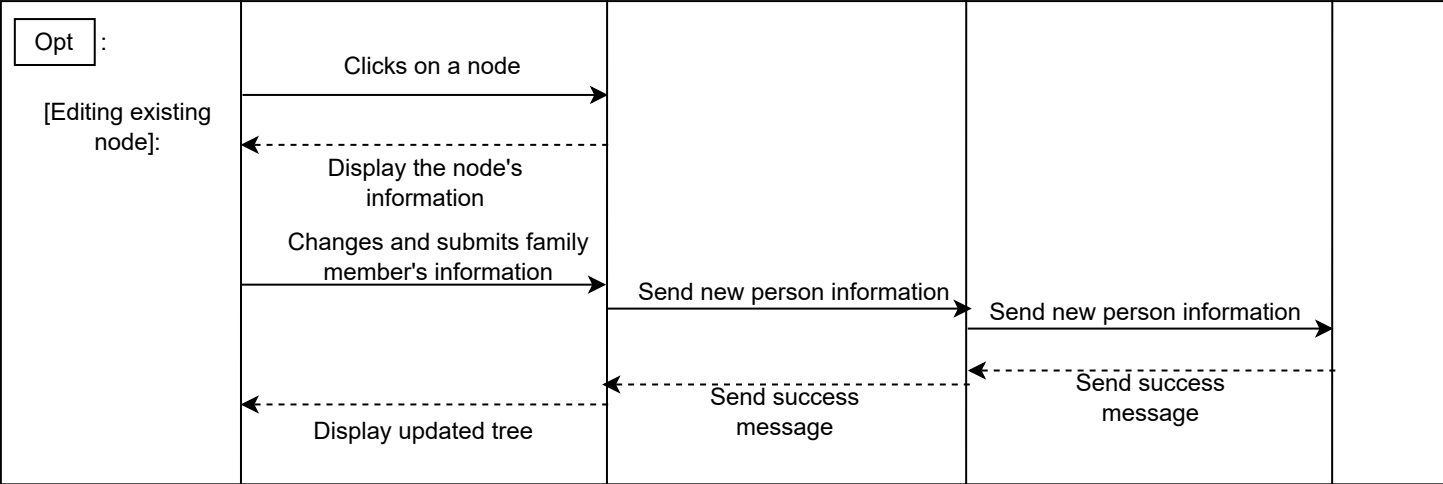 Opt :
Clicks on a node
[Editing existing
node]:
Display the node's
information
Changes and submits family
member's information
Send new person information
Send new person information
Send success
message
Send success
message
Display updated tree